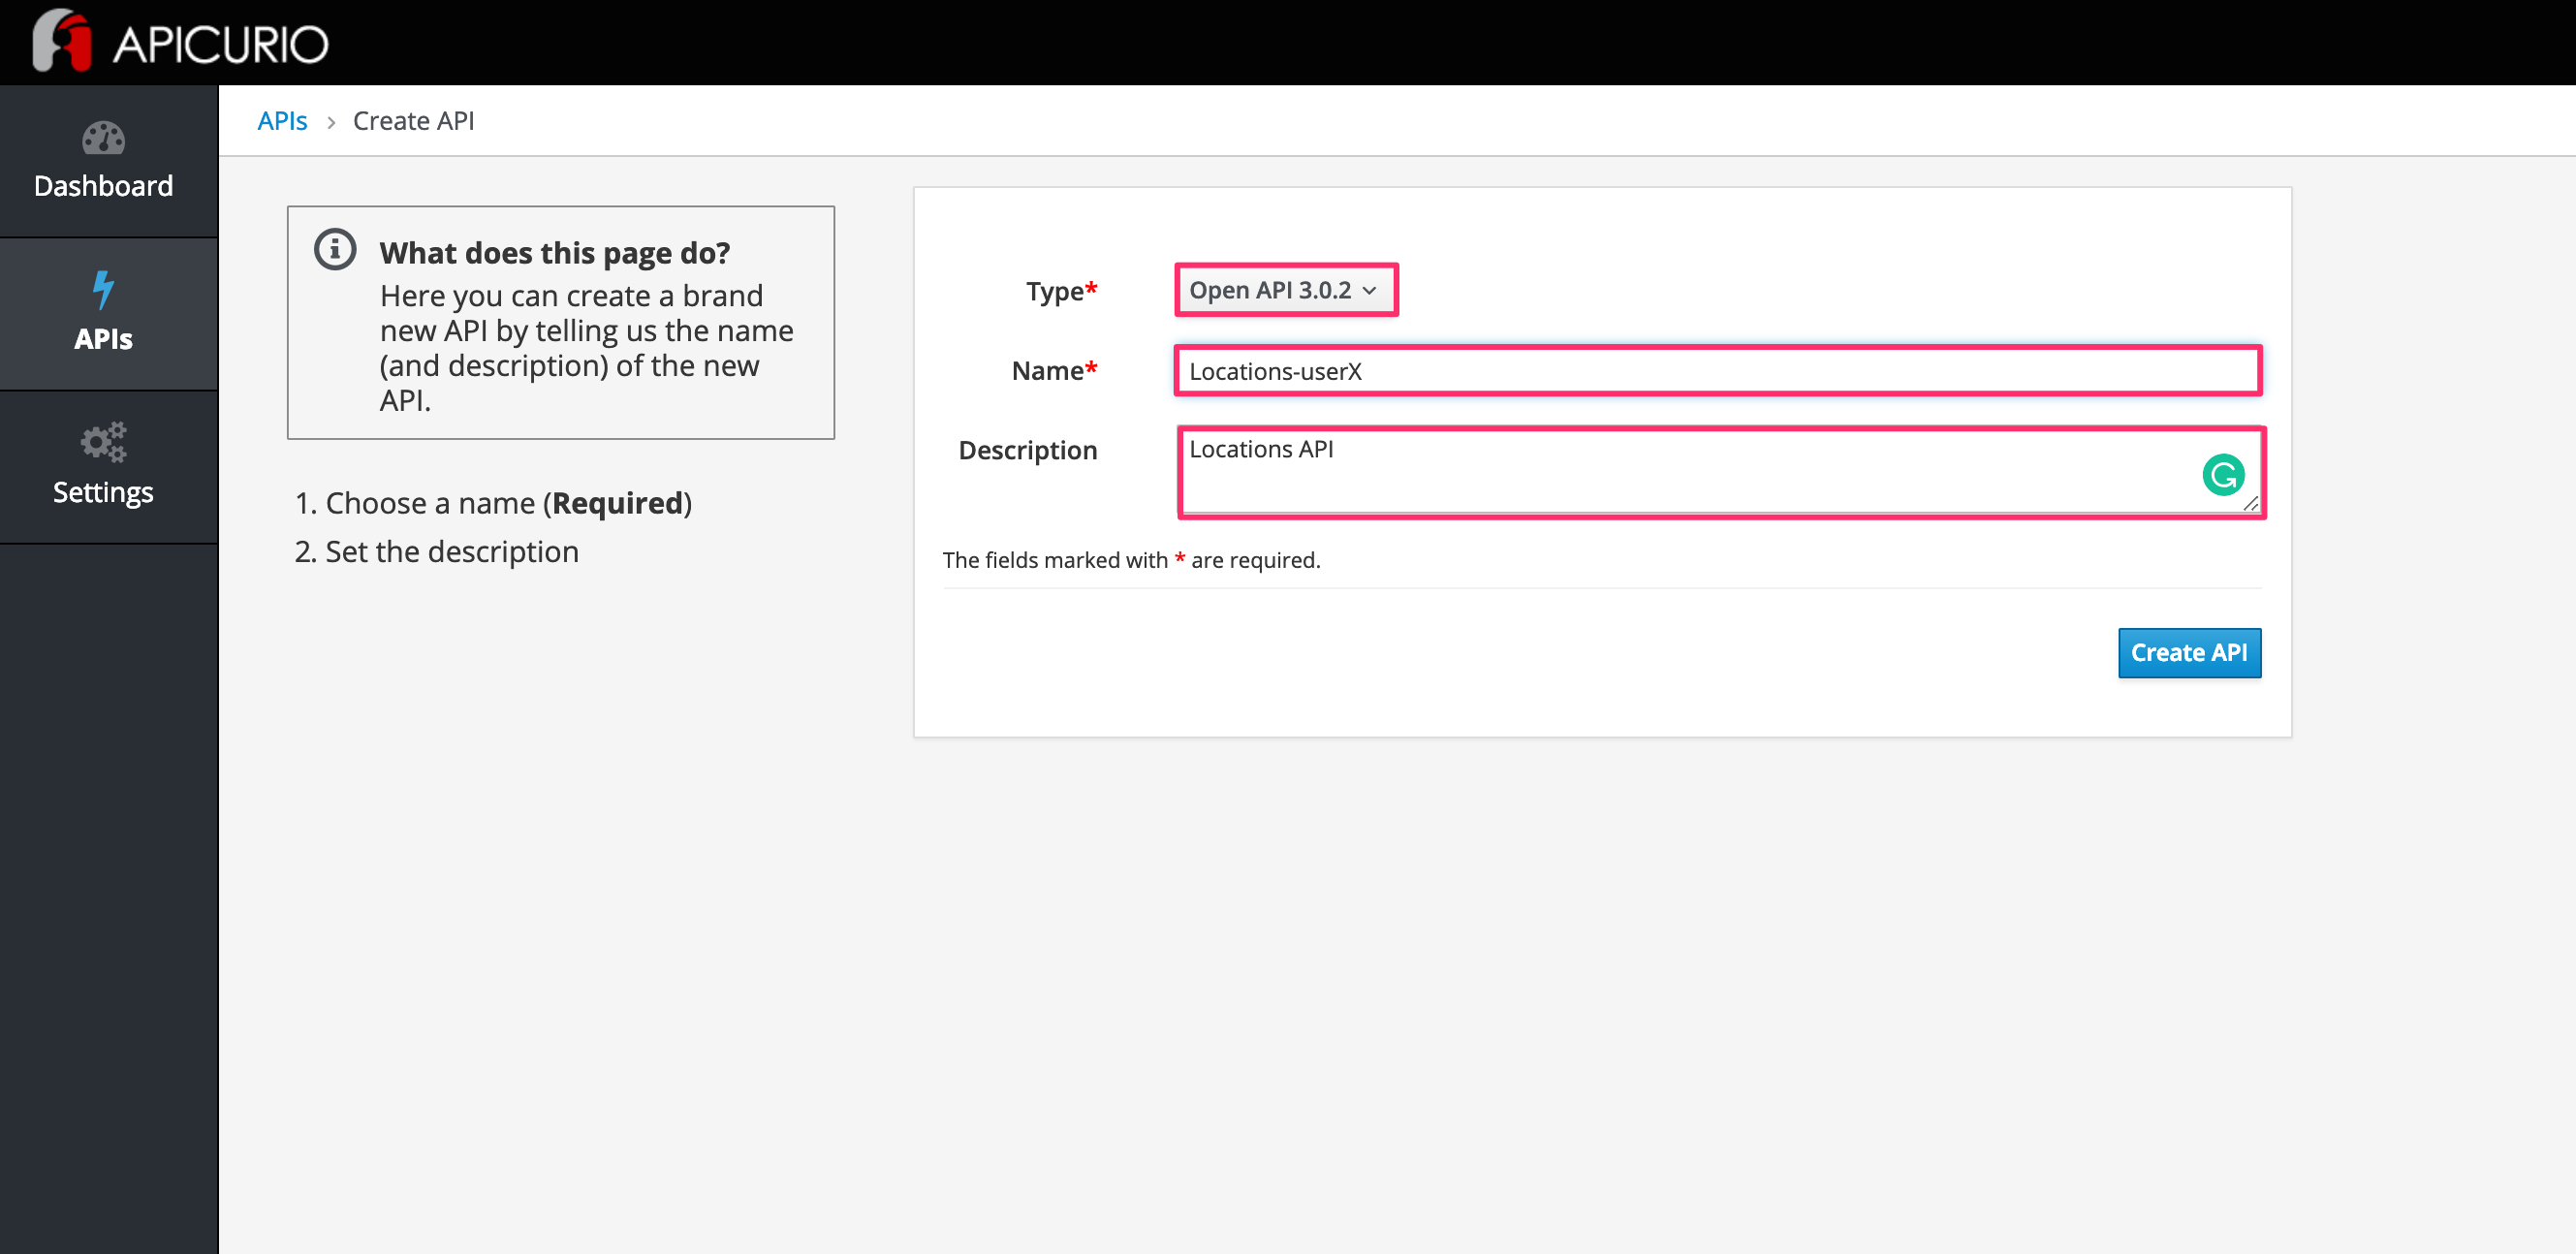 APICURIO
APIs > Create API
Dashboard
APIs
Settings
What does this page do?
Here you can create a brand
new API by telling us the name
(and description) of the new
API.
1. Choose a name (Required)
2. Set the description
Type* Open API 3.0.2
Name* Locations-userX
Description Locations API
The fields marked with * are required.
Create API